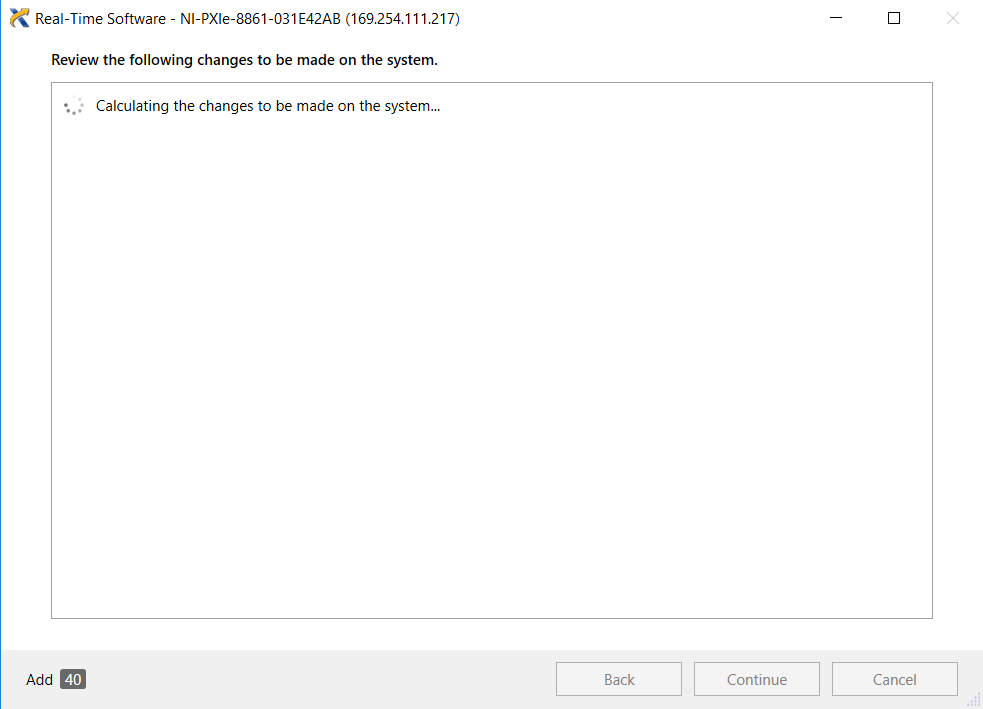 Real-Time Software - NI-PXIe-8861-031E42AB (169.254.111.217)
Review the following changes to be made on the system.
Calculating the changes to be made on the system...
Add 40
Back
Continue
Cancel